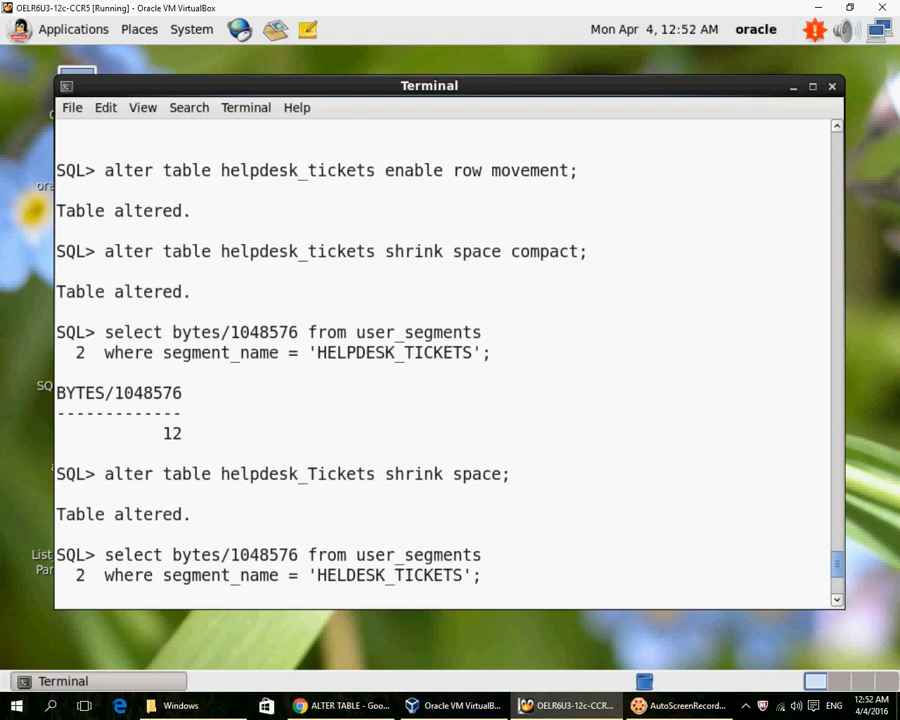 OELR6U3-12c-CCR5 [Running] - Oracle VM VirtualBox
Applications Places System Mon Apr 4, 12:52 AM oracle
Terminal
File Edit View Search Terminal Help
SQL> alter table helpdesk_tickets enable row movement;
Table altered.
SQL> alter table helpdesk_tickets shrink space compact;
Table altered.
SQL> select bytes/1048576 from user_segments
2 where segment_name = 'HELPDESK_TICKETS';
BYTES/1048576
-------------
12
SQL> alter table helpdesk_Tickets shrink space;
Table altered.
SQL> select bytes/1048576 from user_segments
2 where segment_name = 'HELDESK_TICKETS';
List
Terminal
Windows ALTER TABLE - Goo... Oracle VM VirtualB... OELR6U3-12c-CCR... AutoScreenRecord... ENG 12:52 AM
4/4/2016